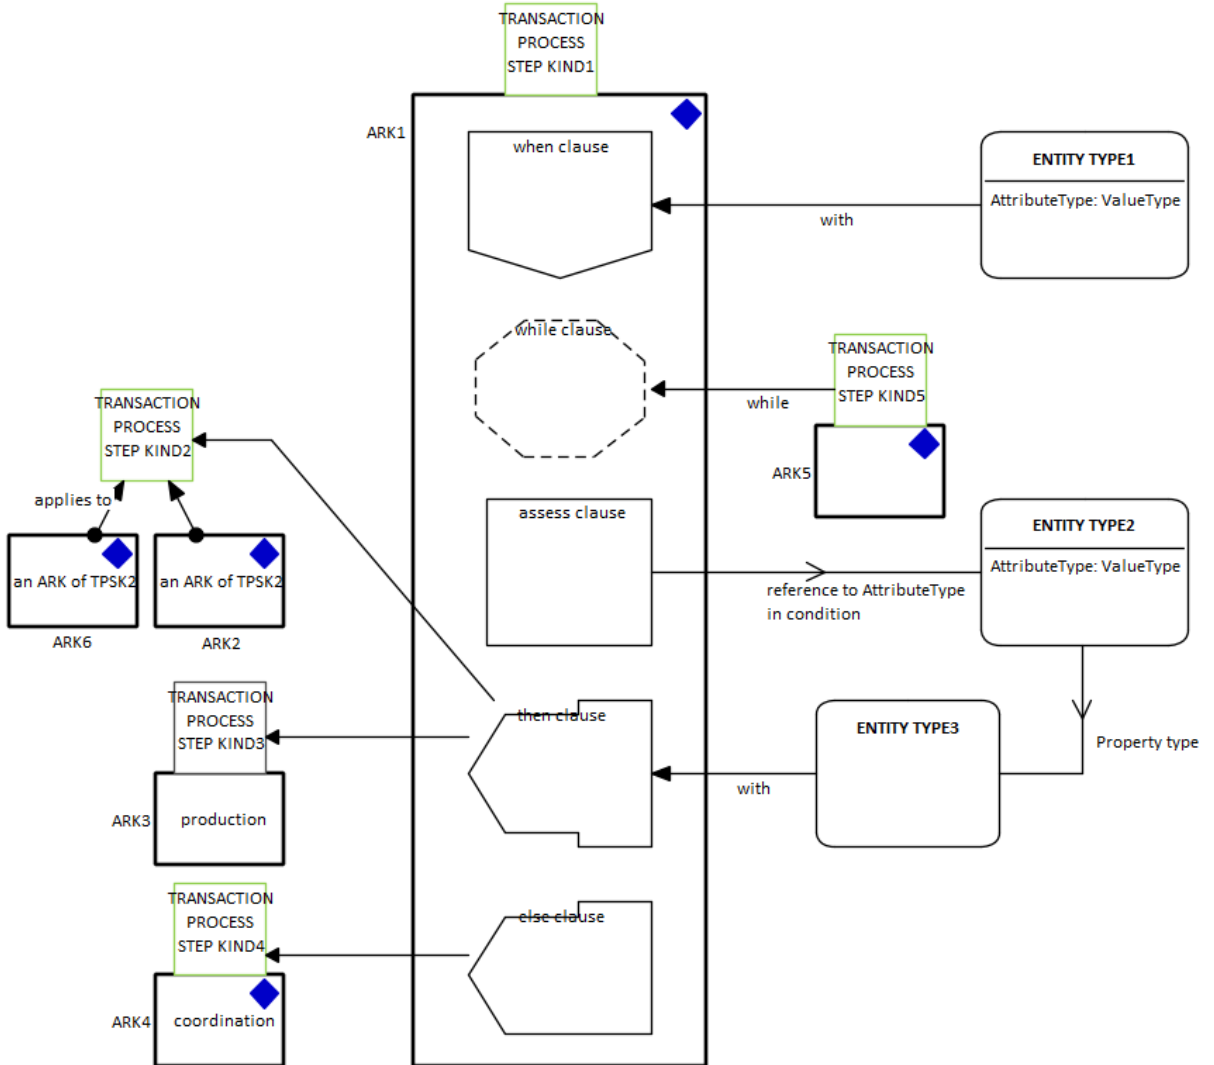 TRANSACTION
PROCESS
STEP KIND1
ARK1
when clause
ENTITY TYPE1
AttributeType: ValueType
with
while clause
TRANSACTION
PROCESS
STEP KIND5
while
ARK5
TRANSACTION
PROCESS
STEP KIND2
applies to
an ARK of TPSK2
an ARK of TPSK2
ARK6
ARK2
assess clause
ENTITY TYPE2
AttributeType: ValueType
reference to AttributeType
in condition
TRANSACTION
PROCESS
STEP KIND3
then clause
ENTITY TYPE3
Property type
with
ARK3
production
TRANSACTION
PROCESS
STEP KIND4
else clause
ARK4
coordination